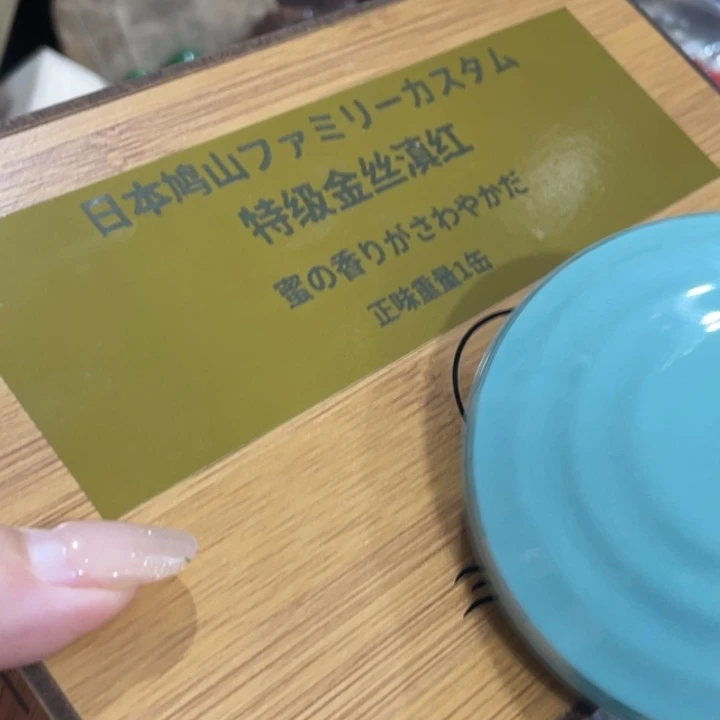 日本鸠山ファミリーカスタム
特级金丝滇红
蜜の香りがさわやかだ
正味重量1缶